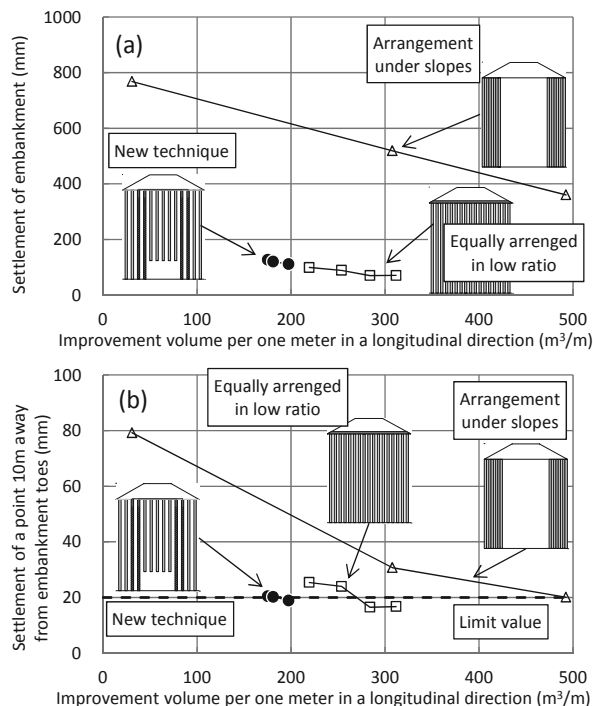 (a)
Settlement of embankment (mm)
1000
800
600
400
200
0
Arrangement
under slopes
New technique
Equally arrenged
in low ratio
0 100 200 300 400 500
Improvement volume per one meter in a longitudinal direction (m³/m)
(b)
Settlement of a point 10m away
from embankment toes (mm)
100
80
60
40
20
0
Equally arrenged
in low ratio
Arrangement
under slopes
New technique
Limit value
0 100 200 300 400 500
Improvement volume per one meter in a longitudinal direction (m³/m)